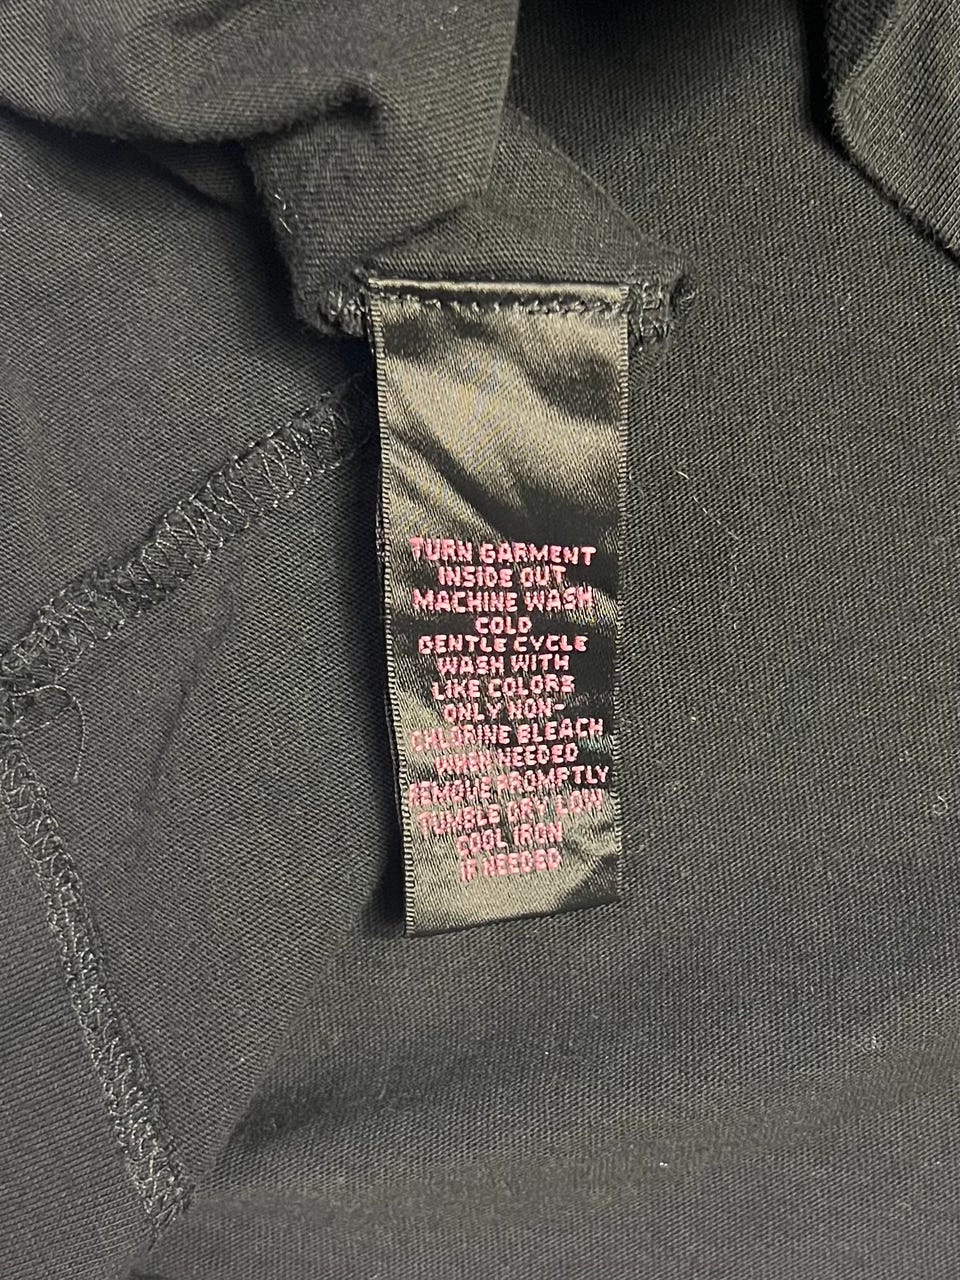 TURN GARMENT
INSIDE OUT
MACHINE WASH
COLD
GENTLE CYCLE
WASH WITH
LIKE COLORS
ONLY NON-
CHLORINE BLEACH
WHEN NEEDED
REMOVE PROMPTLY
TUMBLE DRY LOW
COOL IRON
IF NEEDED